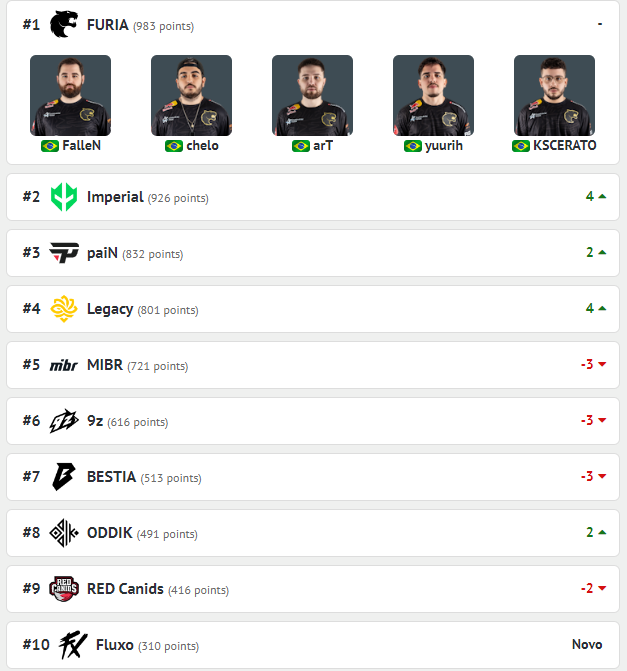 #1 FURIA (983 points) -
FalleN chelo arT yuurih KSCERATO
#2 Imperial (926 points) 4
#3 paiN (832 points) 2
#4 Legacy (801 points) 4
#5 mibr MIBR (721 points) -3
#6 9z (616 points) -3
#7 BESTIA (513 points) -3
#8 ODDIK (491 points) 2
#9 RED CANIDS RED Canids (416 points) -2
#10 FX Fluxo (310 points) Novo